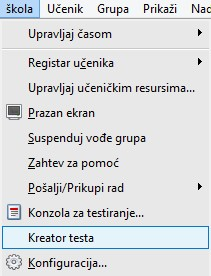 škola Učenik Grupa Prikaži
Upravljaj časom
Registar učenika
Upravljaj učeničkim resursima...
Prazan ekran
Suspenduj vođe grupa
Zahtev za pomoć
Pošalji/Prikupi rad
Konzola za testiranje...
Kreator testa
Konfiguracija...